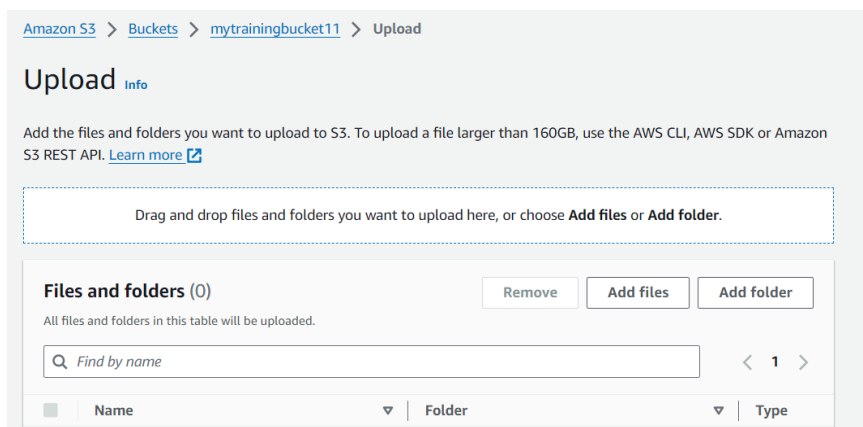 Amazon S3 > Buckets > mytrainingbucket11 > Upload
Upload Info
Add the files and folders you want to upload to S3. To upload a file larger than 160GB, use the AWS CLI, AWS SDK or Amazon
S3 REST API. Learn more
Drag and drop files and folders you want to upload here, or choose Add files or Add folder.
Files and folders (0) Remove Add files Add folder
All files and folders in this table will be uploaded.
Find by name < 1 >
Name Folder Type